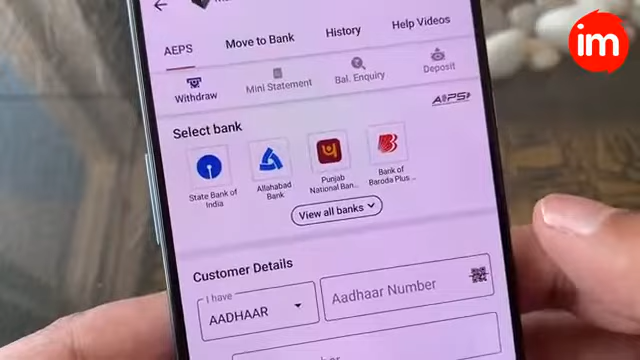 im
AEPS
Move to Bank
History
Help Videos
Withdraw
Mini Statement
Bal. Enquiry
Deposit
AEPS
Select bank
State Bank of
India
Allahabad
Bank
Punjab
National Ban...
Bank of
Baroda Plus ...
View all banks
Customer Details
I have
AADHAAR
Aadhaar Number